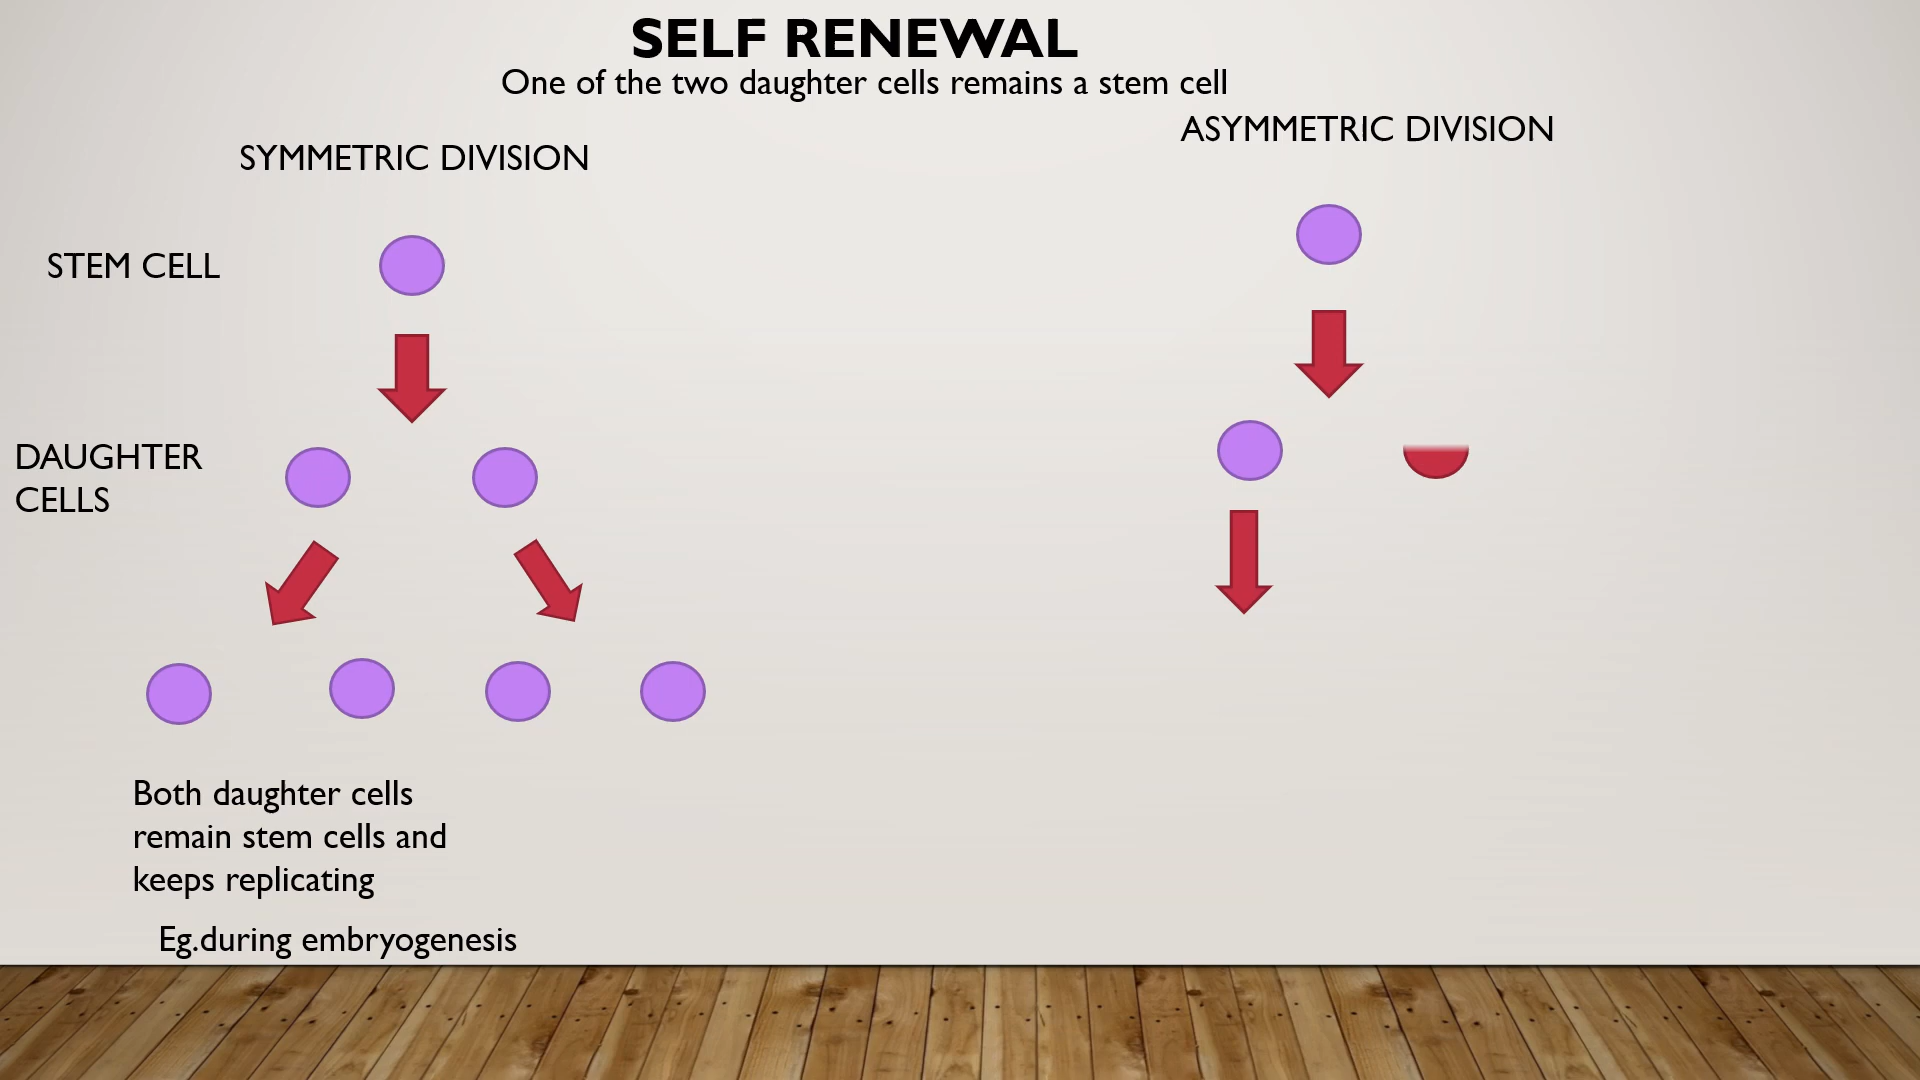 SELF RENEWAL
One of the two daughter cells remains a stem cell
SYMMETRIC DIVISION
ASYMMETRIC DIVISION
STEM CELL
DAUGHTER
CELLS
Both daughter cells
remain stem cells and
keeps replicating
Eg.during embryogenesis